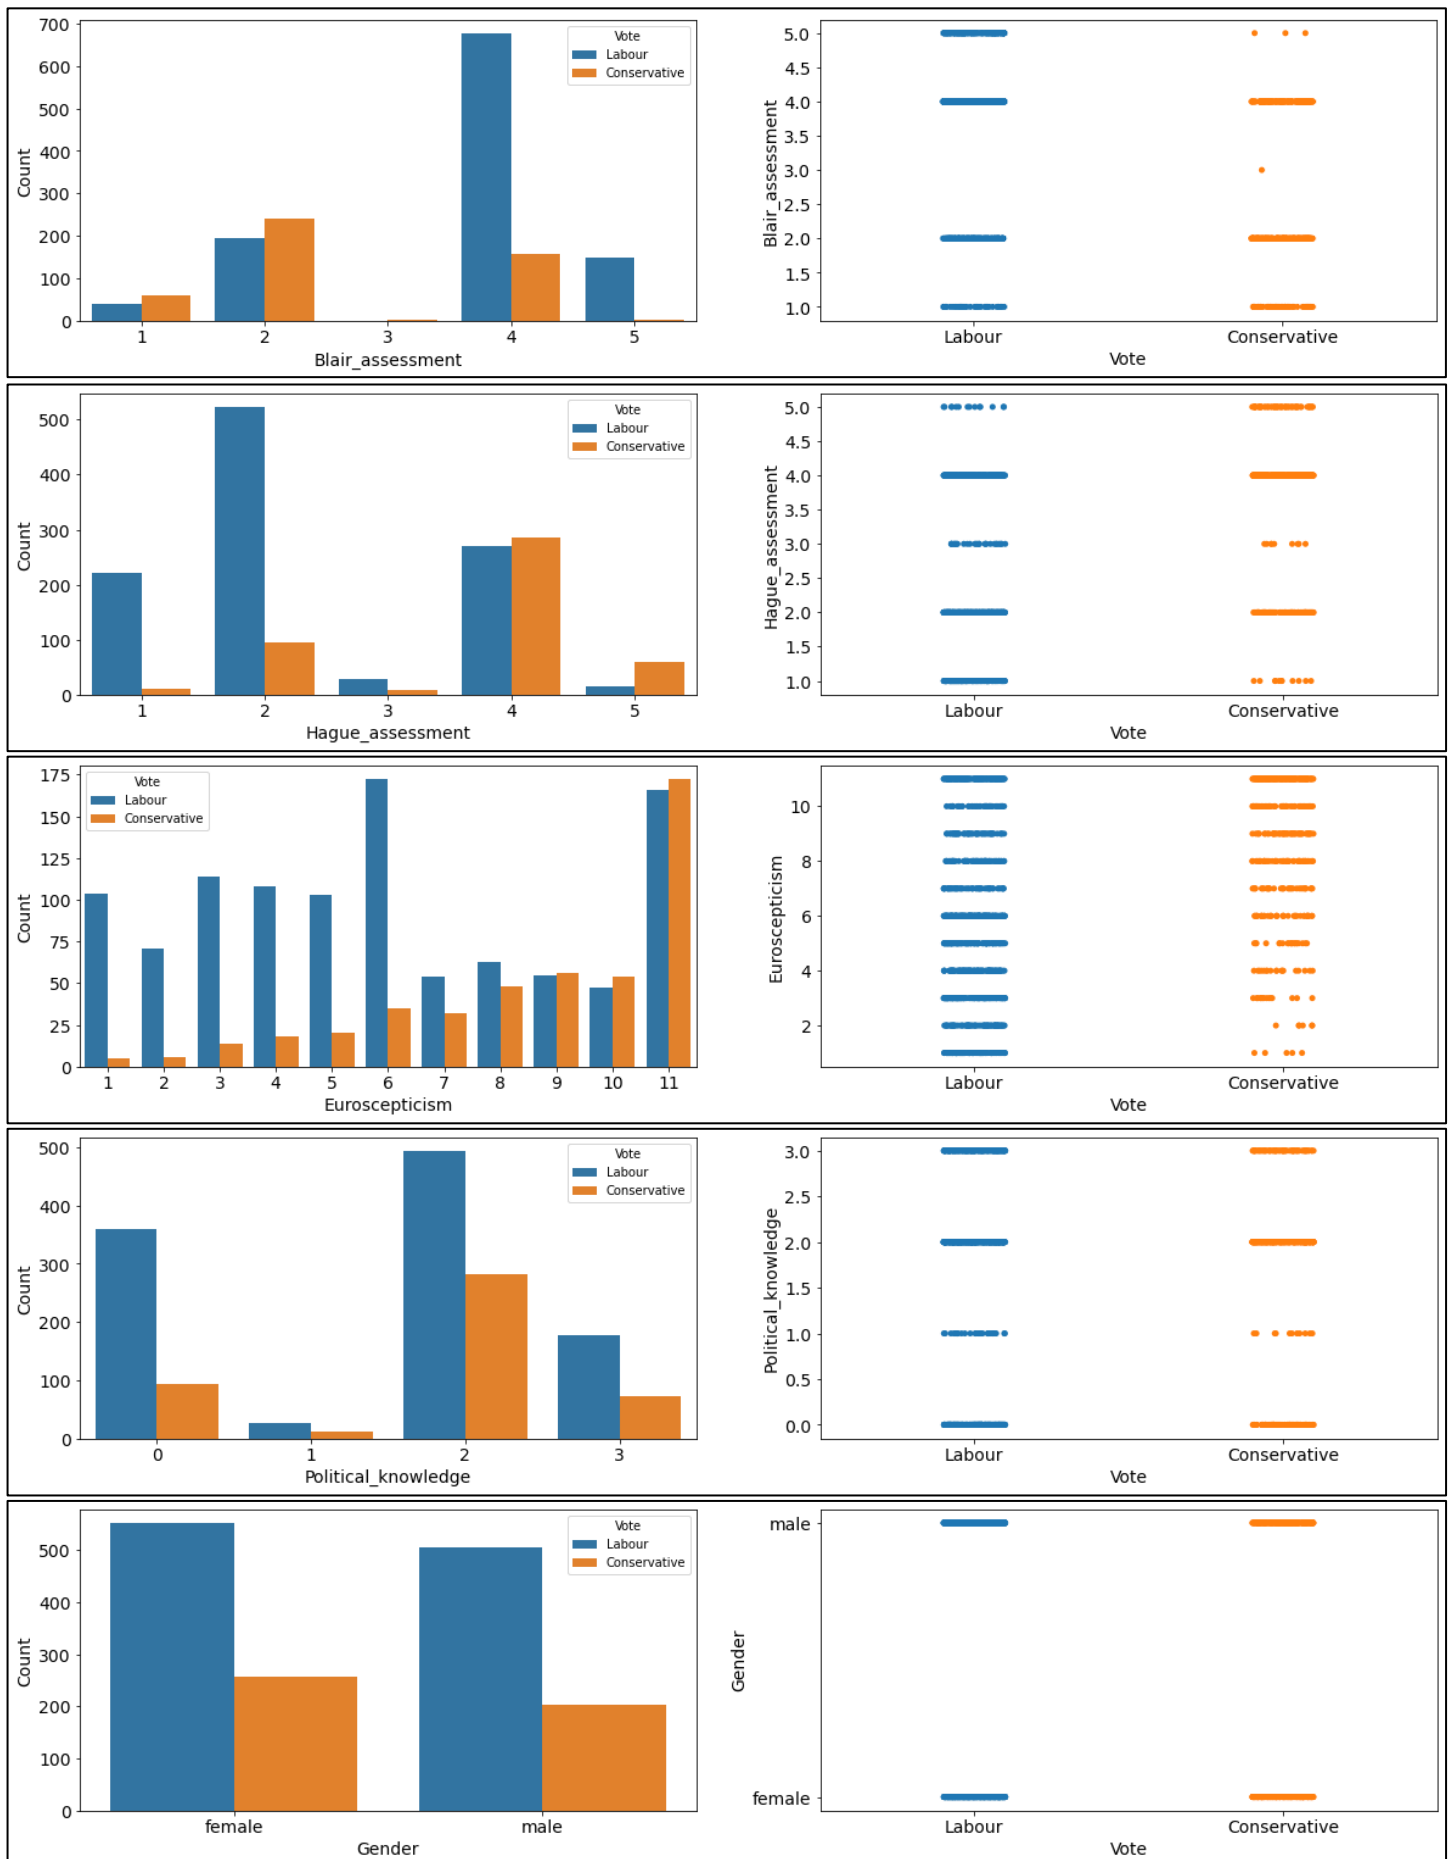 700
600
500
400
300
200
100
0
Count
1 2 3 4 5
Blair_assessment
Vote
Labour
Conservative
5.0
4.5
4.0
3.5
3.0
2.5
2.0
1.5
1.0
Blair_assessment
Labour Conservative
Vote
500
400
300
200
100
0
Count
1 2 3 4 5
Hague_assessment
Vote
Labour
Conservative
5.0
4.5
4.0
3.5
3.0
2.5
2.0
1.5
1.0
Hague_assessment
Labour Conservative
Vote
175
150
125
100
75
50
25
0
Count
1 2 3 4 5 6 7 8 9 10 11
Euroscepticism
Vote
Labour
Conservative
10
8
6
4
2
Euroscepticism
Labour Conservative
Vote
500
400
300
200
100
0
Count
0 1 2 3
Political_knowledge
Vote
Labour
Conservative
3.0
2.5
2.0
1.5
1.0
0.5
0.0
Political_knowledge
Labour Conservative
Vote
500
400
300
200
100
0
Count
female male
Gender
Vote
Labour
Conservative
male
female
Gender
Labour Conservative
Vote